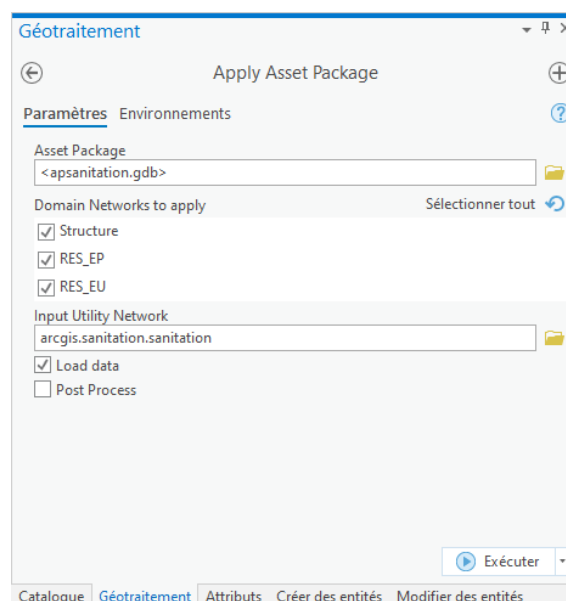 Géotraitement
Apply Asset Package
Paramètres Environnements
Asset Package
<apsanitation.gdb>
Domain Networks to apply Sélectionner tout
Structure
RES_EP
RES_EU
Input Utility Network
arcgis.sanitation.sanitation
Load data
Post Process
Exécuter
Catalogue Géotraitement Attributs Créer des entités Modifier des entités